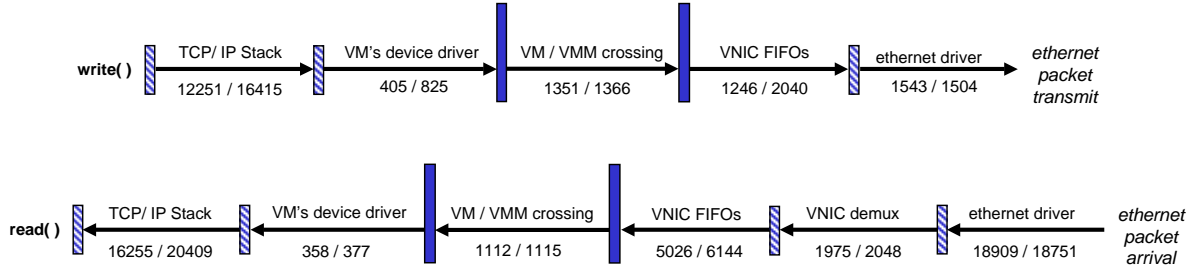 TCP/ IP Stack VM's device driver VM / VMM crossing VNIC FIFOs ethernet driver
write( )
12251 / 16415 405 / 825 1351 / 1366 1246 / 2040 1543 / 1504
ethernet
packet
transmit
TCP/ IP Stack VM's device driver VM / VMM crossing VNIC FIFOs VNIC demux ethernet driver
read( )
16255 / 20409 358 / 377 1112 / 1115 5026 / 6144 1975 / 2048 18909 / 18751
ethernet
packet
arrival